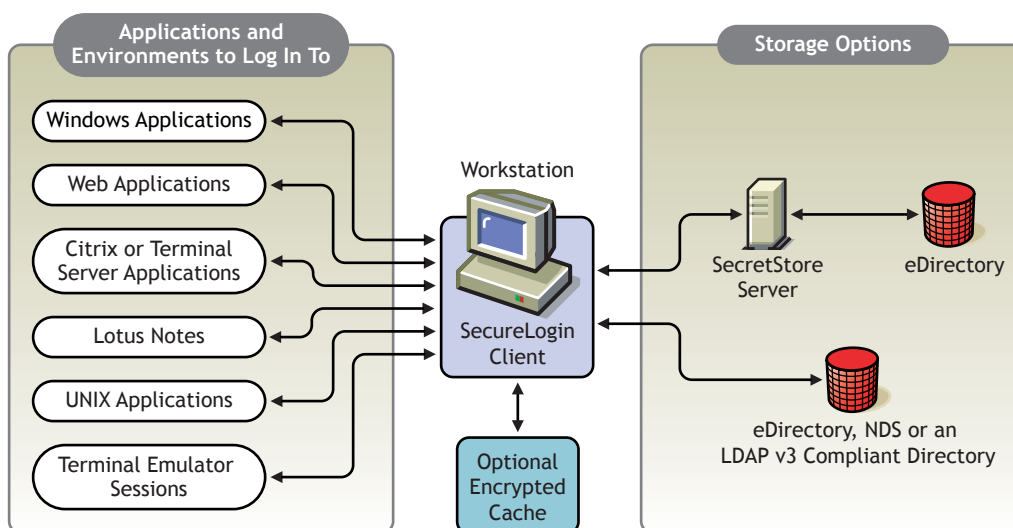 Applications and
Environments to Log In To
Windows Applications
Web Applications
Citrix or Terminal
Server Applications
Lotus Notes
UNIX Applications
Terminal Emulator
Sessions
Workstation
SecureLogin
Client
Optional
Encrypted
Cache
Storage Options
SecretStore
Server
eDirectory
eDirectory, NDS or an
LDAP v3 Compliant Directory